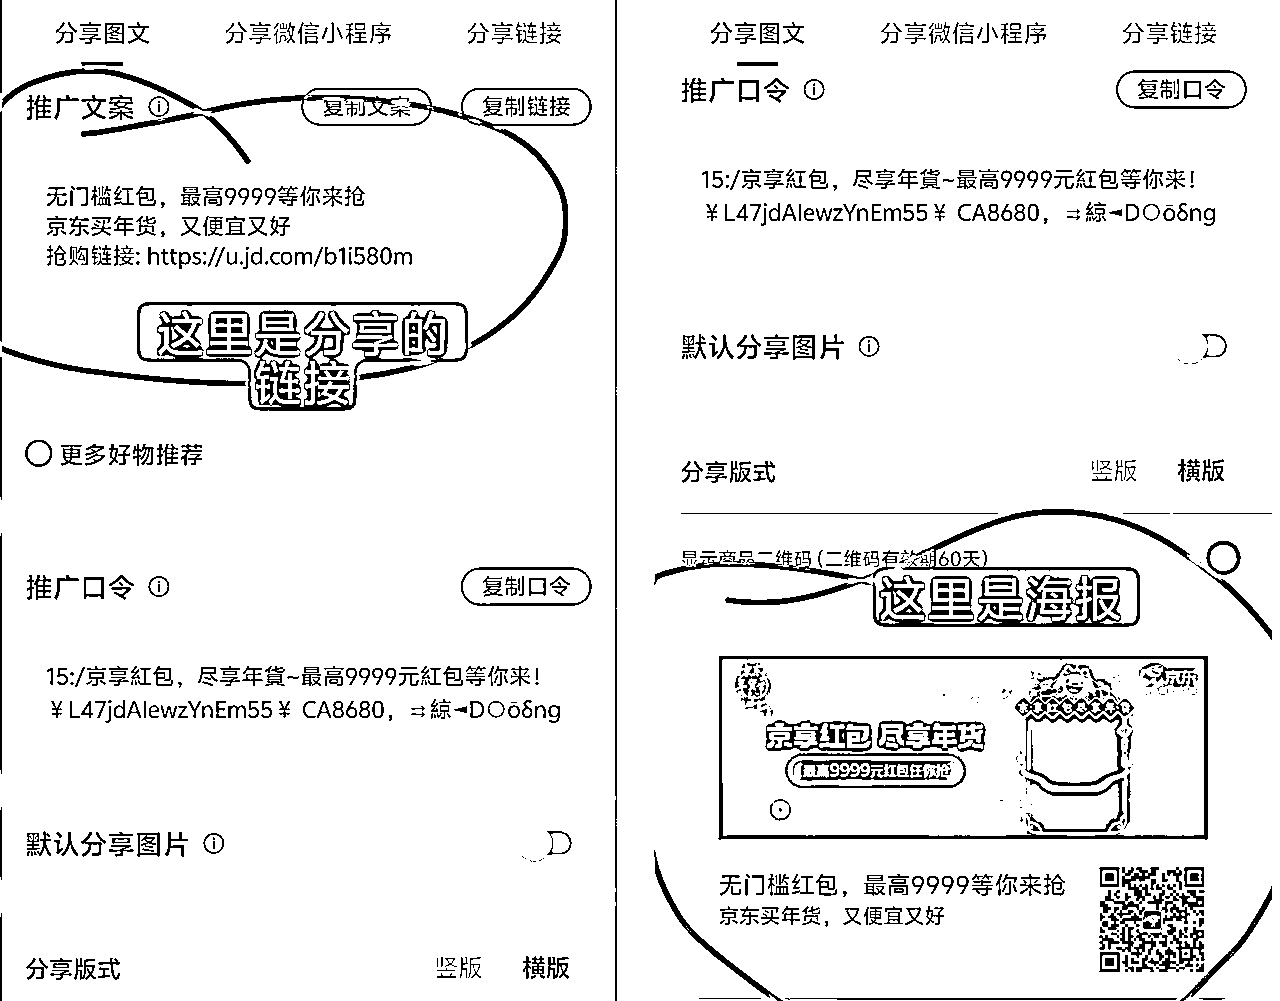 分享图文 分享微信小程序 分享链接
推广文案 复制文案 复制链接
无门槛红包，最高9999等你来抢
京东买年货，又便宜又好
抢购链接: https://u.jd.com/b1i580m
这里是分享的
链接
更多好物推荐
推广口令 复制口令
15:/京享紅包，尽享年貨~最高9999元紅包等你来!
￥L47jdAlewzYnEm55￥ CA8680，⇉綡◄D〇ōδng
默认分享图片
分享版式 竖版 横版
分享图文 分享微信小程序 分享链接
推广口令 复制口令
15:/京享紅包，尽享年貨~最高9999元紅包等你来!
￥L47jdAlewzYnEm55￥ CA8680，⇉綡◄D〇ōδng
默认分享图片
分享版式 竖版 横版
显示商品二维码 (二维码有效期60天)
这里是海报
京东
京享红包 尽享年货
最高9999元红包任你抢
无门槛红包，最高9999等你来抢
京东买年货，又便宜又好